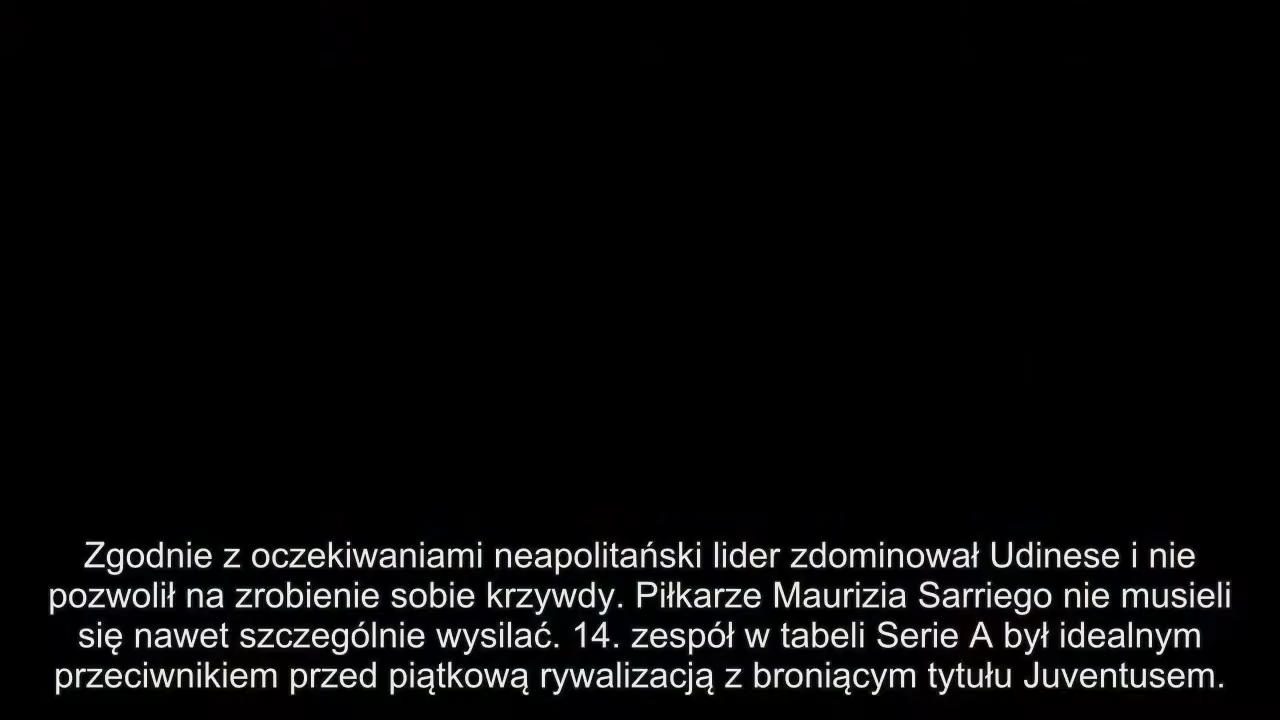 Zgodnie z oczekiwaniami neapolitański lider zdominował Udinese i nie
pozwolił na zrobienie sobie krzywdy. Piłkarze Maurizia Sarriego nie musieli
się nawet szczególnie wysilać. 14. zespół w tabeli Serie A był idealnym
przeciwnikiem przed piątkową rywalizacją z broniącym tytułu Juventusem.